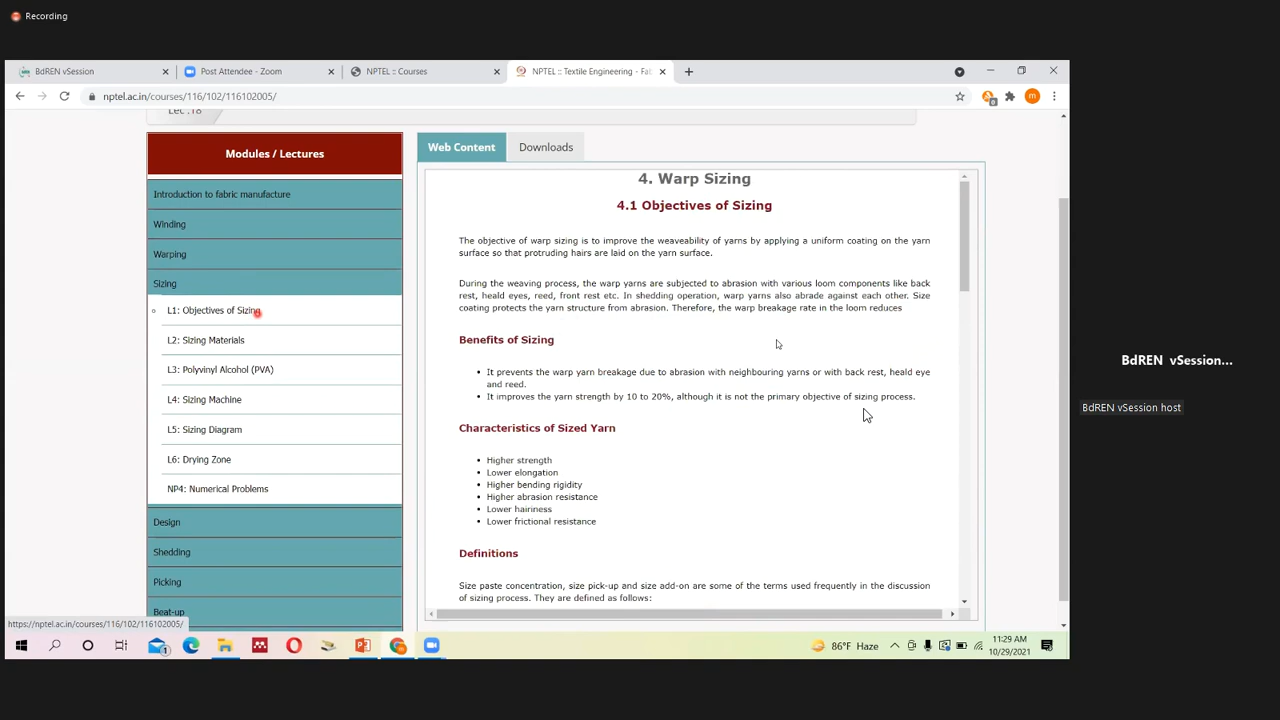 Recording
BdREN vSession
Post Attendee - Zoom
NPTEL :: Courses
NPTEL :: Textile Engineering - Fab
nptel.ac.in/courses/116/102/116102005/
m
Lec :18
Modules / Lectures
Introduction to fabric manufacture
Winding
Warping
Sizing
L1: Objectives of Sizing
L2: Sizing Materials
L3: Polyvinyl Alcohol (PVA)
L4: Sizing Machine
L5: Sizing Diagram
L6: Drying Zone
NP4: Numerical Problems
Design
Shedding
Picking
Beat-up
Web Content
Downloads
4. Warp Sizing
4.1 Objectives of Sizing
The objective of warp sizing is to improve the weaveability of yarns by applying a uniform coating on the yarn
surface so that protruding hairs are laid on the yarn surface.
During the weaving process, the warp yarns are subjected to abrasion with various loom components like back
rest, heald eyes, reed, front rest etc. In shedding operation, warp yarns also abrade against each other. Size
coating protects the yarn structure from abrasion. Therefore, the warp breakage rate in the loom reduces
Benefits of Sizing
• It prevents the warp yarn breakage due to abrasion with neighbouring yarns or with back rest, heald eye
and reed.
• It improves the yarn strength by 10 to 20%, although it is not the primary objective of sizing process.
Characteristics of Sized Yarn
• Higher strength
• Lower elongation
• Higher bending rigidity
• Higher abrasion resistance
• Lower hairiness
• Lower frictional resistance
Definitions
Size paste concentration, size pick-up and size add-on are some of the terms used frequently in the discussion
of sizing process. They are defined as follows:
https://nptel.ac.in/courses/116/102/116102005/
86°F Haze
11:29 AM
10/29/2021
BdREN vSession...
BdREN vSession host